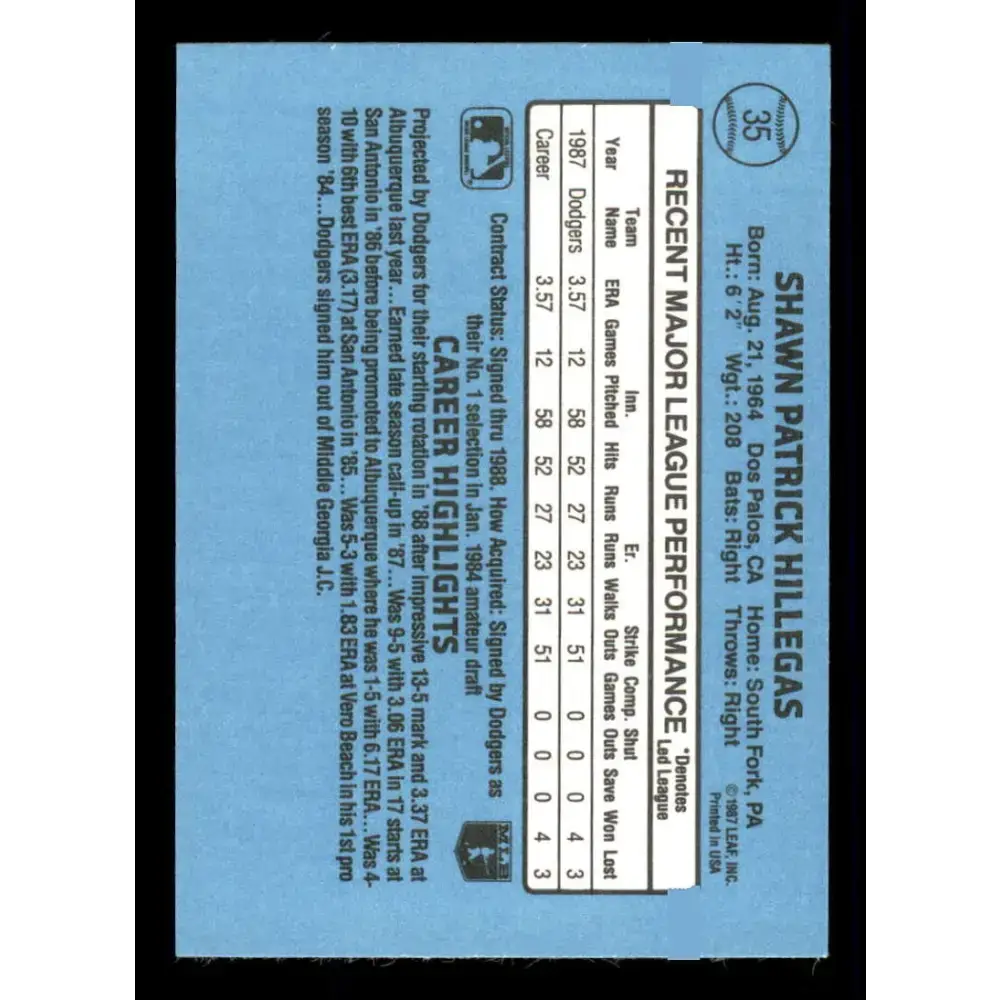 35
SHAWN PATRICK HILLEGAS
Born: Aug. 21, 1964 Dos Palos, CA Home: South Fork, PA
Ht.: 6'2" Wgt.: 208 Bats: Right Throws: Right
©1987 LEAF, INC.
Printed in USA
RECENT MAJOR LEAGUE PERFORMANCE
*Denotes
Led League
Team Inn. Er. Strike Comp. Shut
Year Name ERA Games Pitched Hits Runs Runs Walks Outs Games Outs Save Won Lost
1987 Dodgers 3.57 12 58 52 27 23 31 51 0 0 0 4 3
Career 3.57 12 58 52 27 23 31 51 0 0 0 4 3
Contract Status: Signed thru 1988. How Acquired: Signed by Dodgers as
their No. 1 selection in Jan. 1984 amateur draft
MLB
CAREER HIGHLIGHTS
Projected by Dodgers for their starting rotation in '88 after impressive 13-5 mark and 3.37 ERA at
Albuquerque last year... Earned late season call-up in '87... Was 9-5 with 3.06 ERA in 17 starts at
San Antonio in '86 before being promoted to Albuquerque where he was 1-5 with 6.17 ERA... Was 4-
10 with 6th best ERA (3.17) at San Antonio in '85... Was 5-3 with 1.83 ERA at Vero Beach in his 1st pro
season '84... Dodgers signed him out of Middle Georgia J.C.